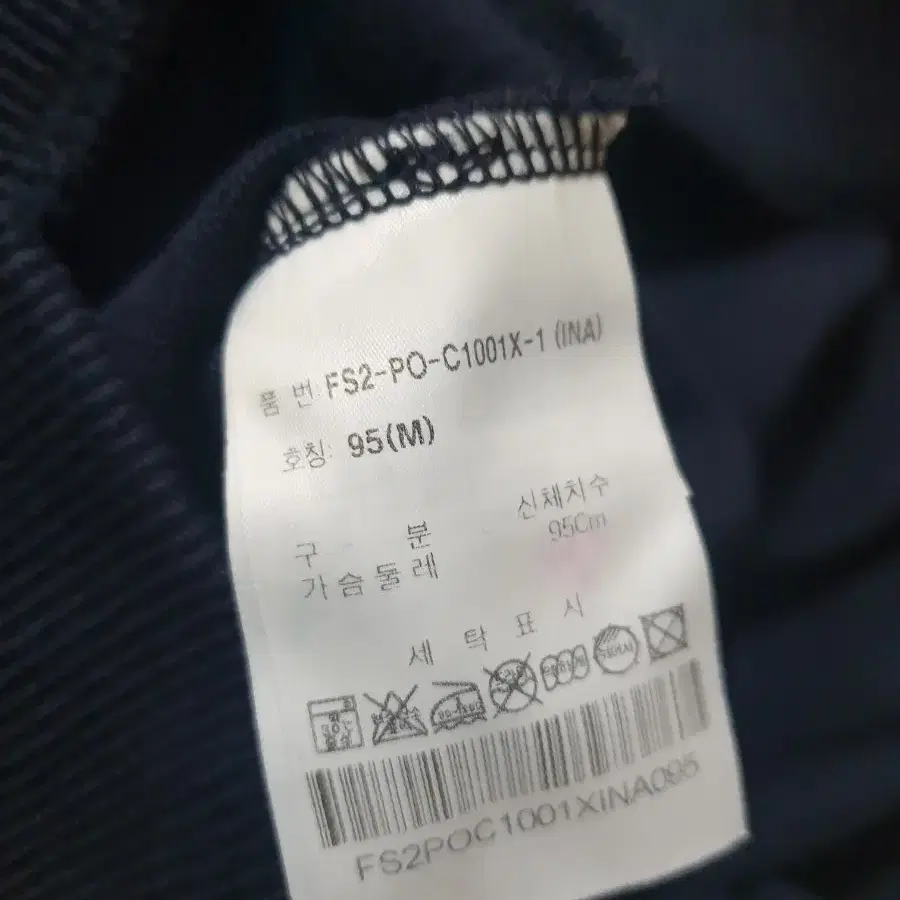 품 번 FS2-PO-C1001X-1 (INA)
호칭: 95(M)
구 분 신체치수
가슴둘레 95Cm
세 탁 표 시
FS2POC1001XINA095